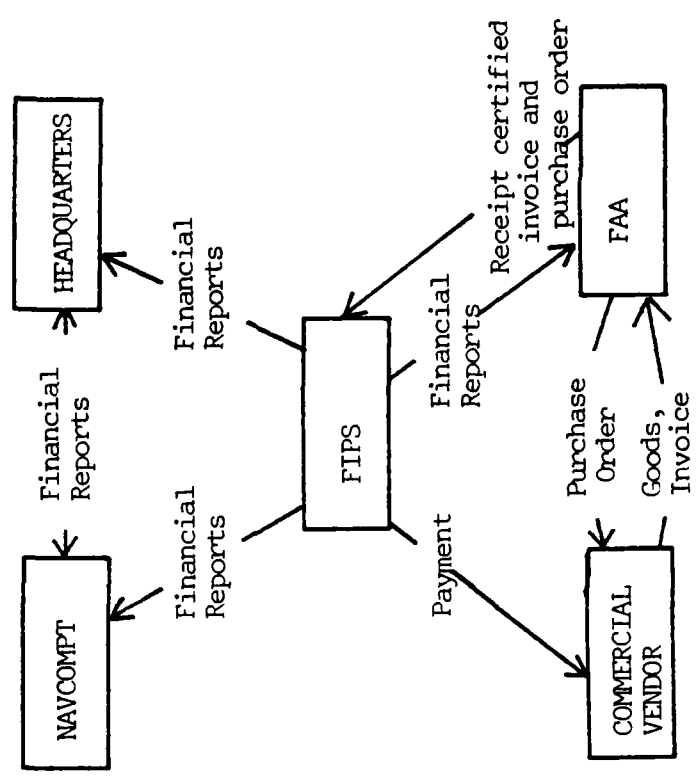 NAVCOMPT
Financial
Reports
HEADQUARTERS
Financial
Reports
Financial
Reports
FIPS
Payment
Financial
Reports
Receipt certified
invoice and
purchase order
COMMERCIAL
VENDOR
Purchase
Order
Goods,
Invoice
FAA